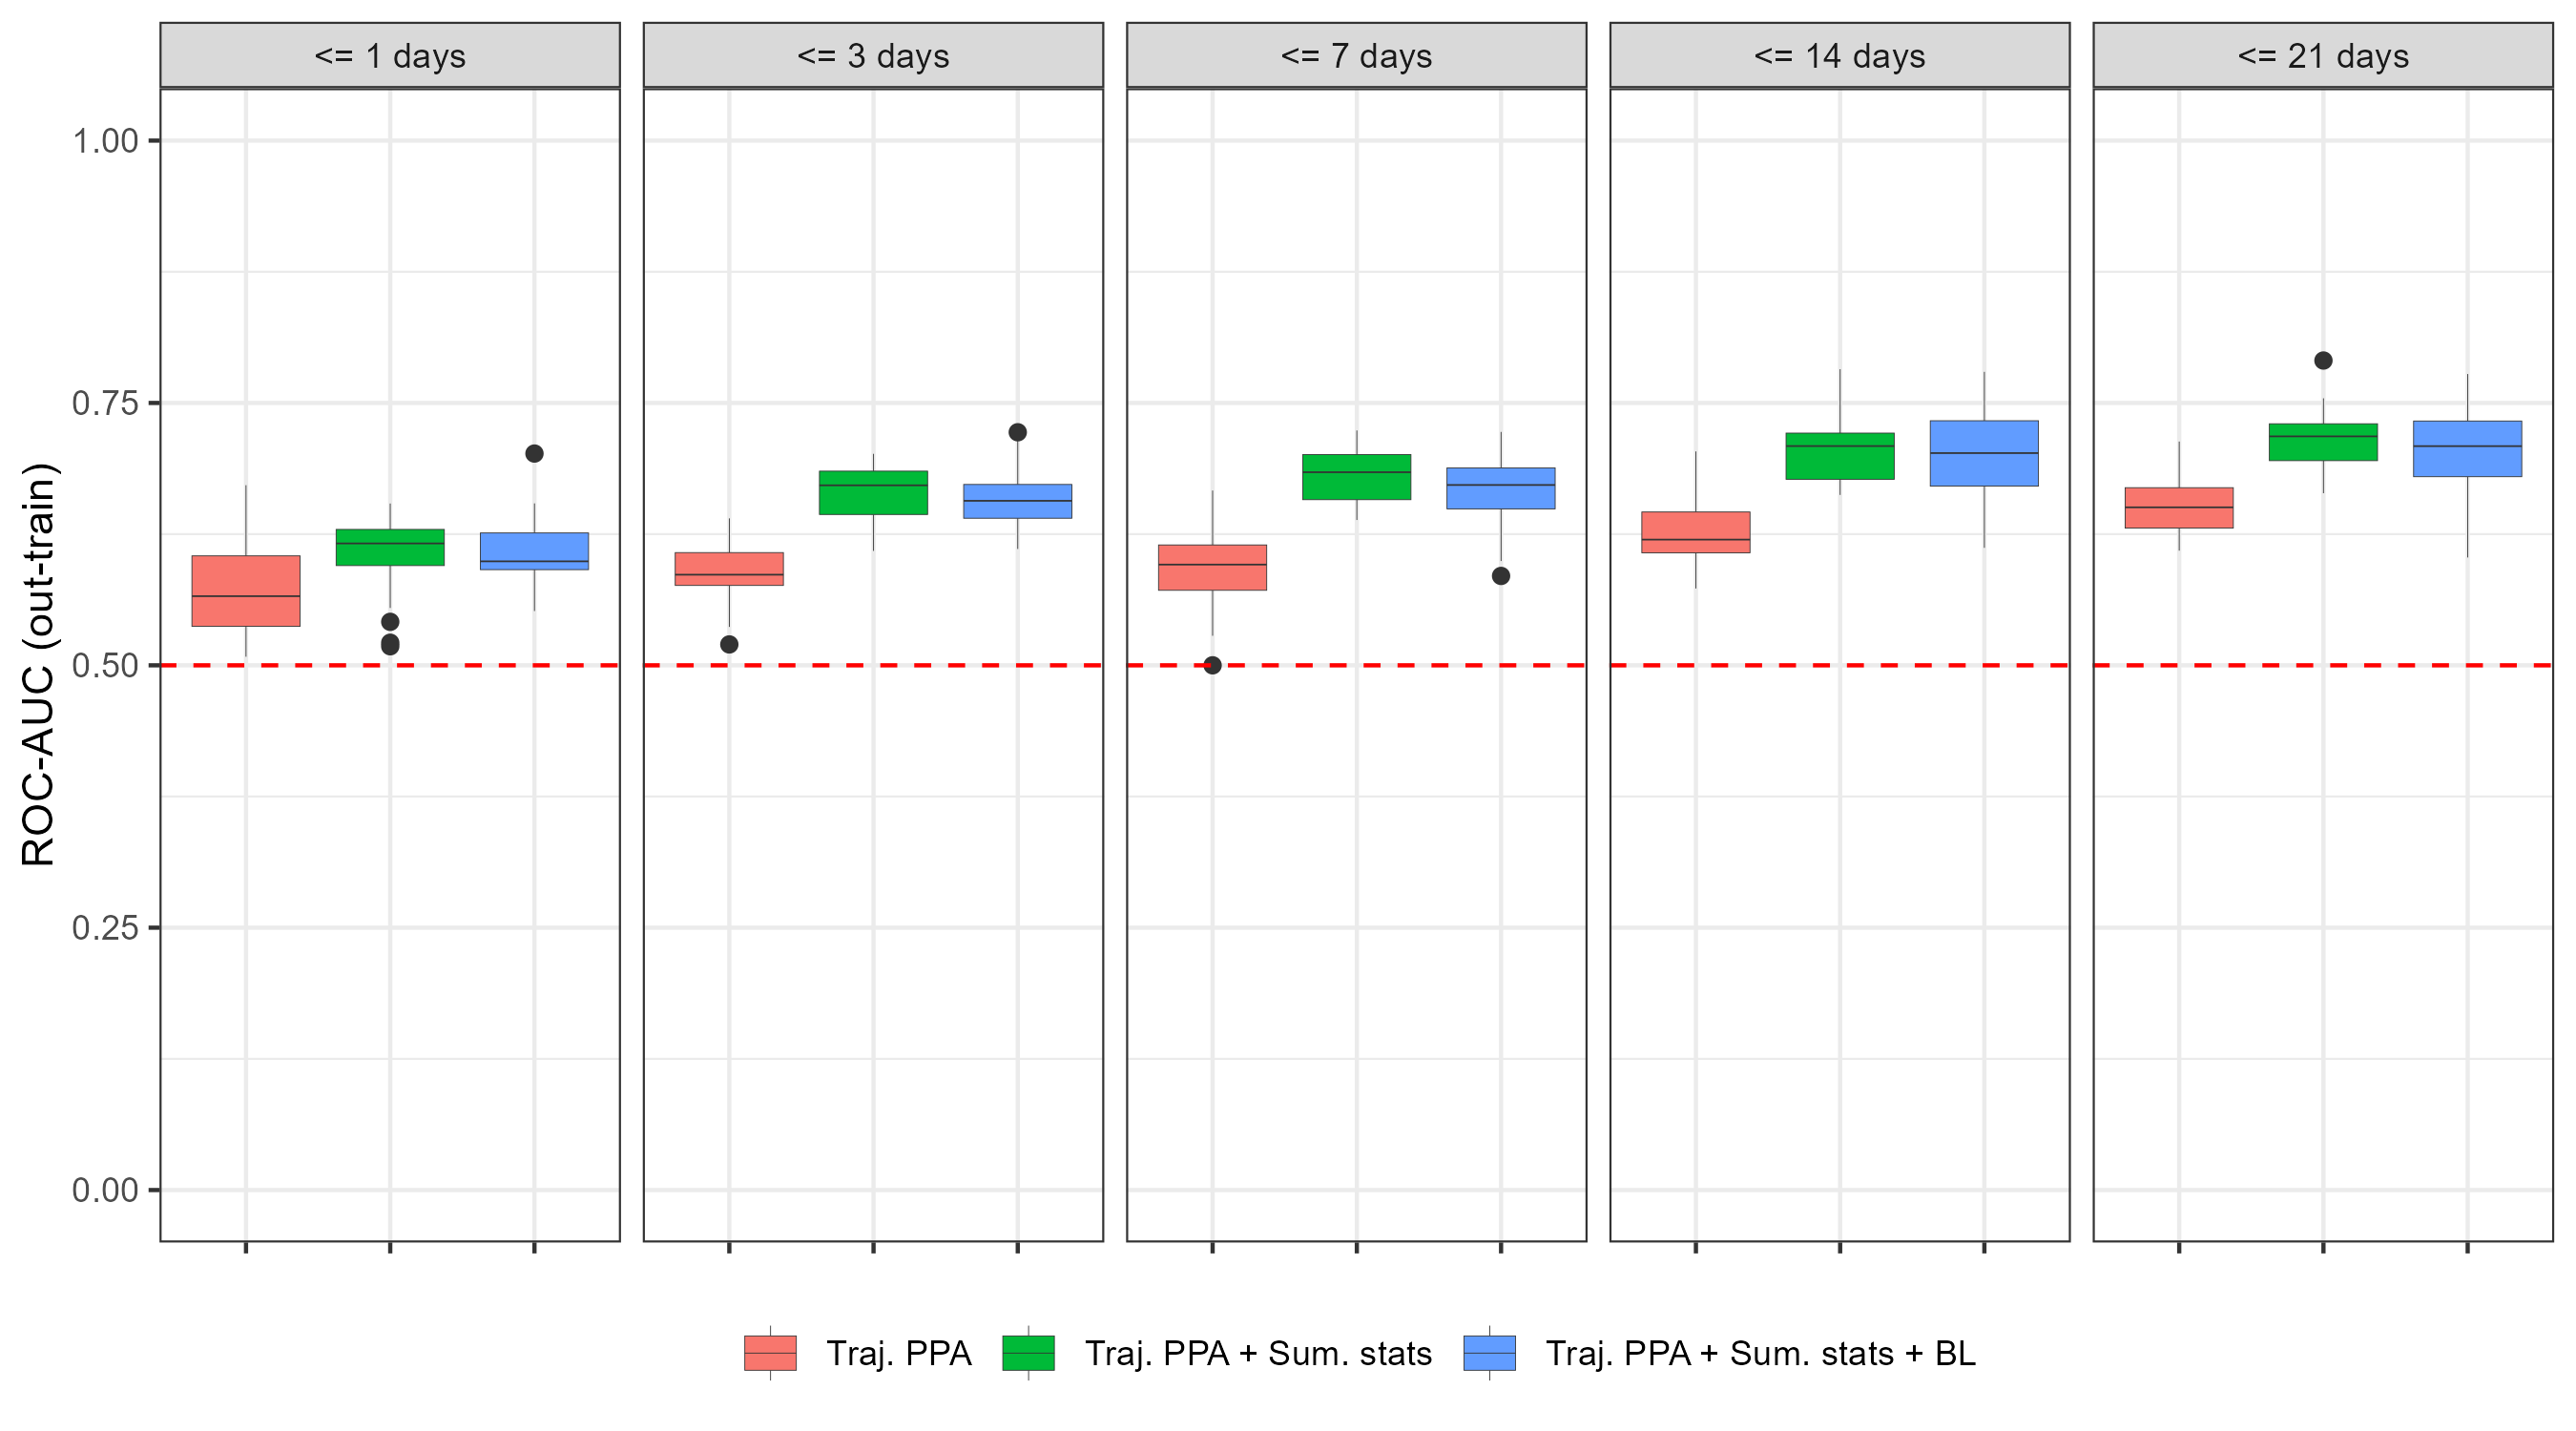 <= 1 days
<= 3 days
<= 7 days
<= 14 days
<= 21 days
ROC-AUC (out-train)
1.00
0.75
0.50
0.25
0.00
Traj. PPA
Traj. PPA + Sum. stats
Traj. PPA + Sum. stats + BL